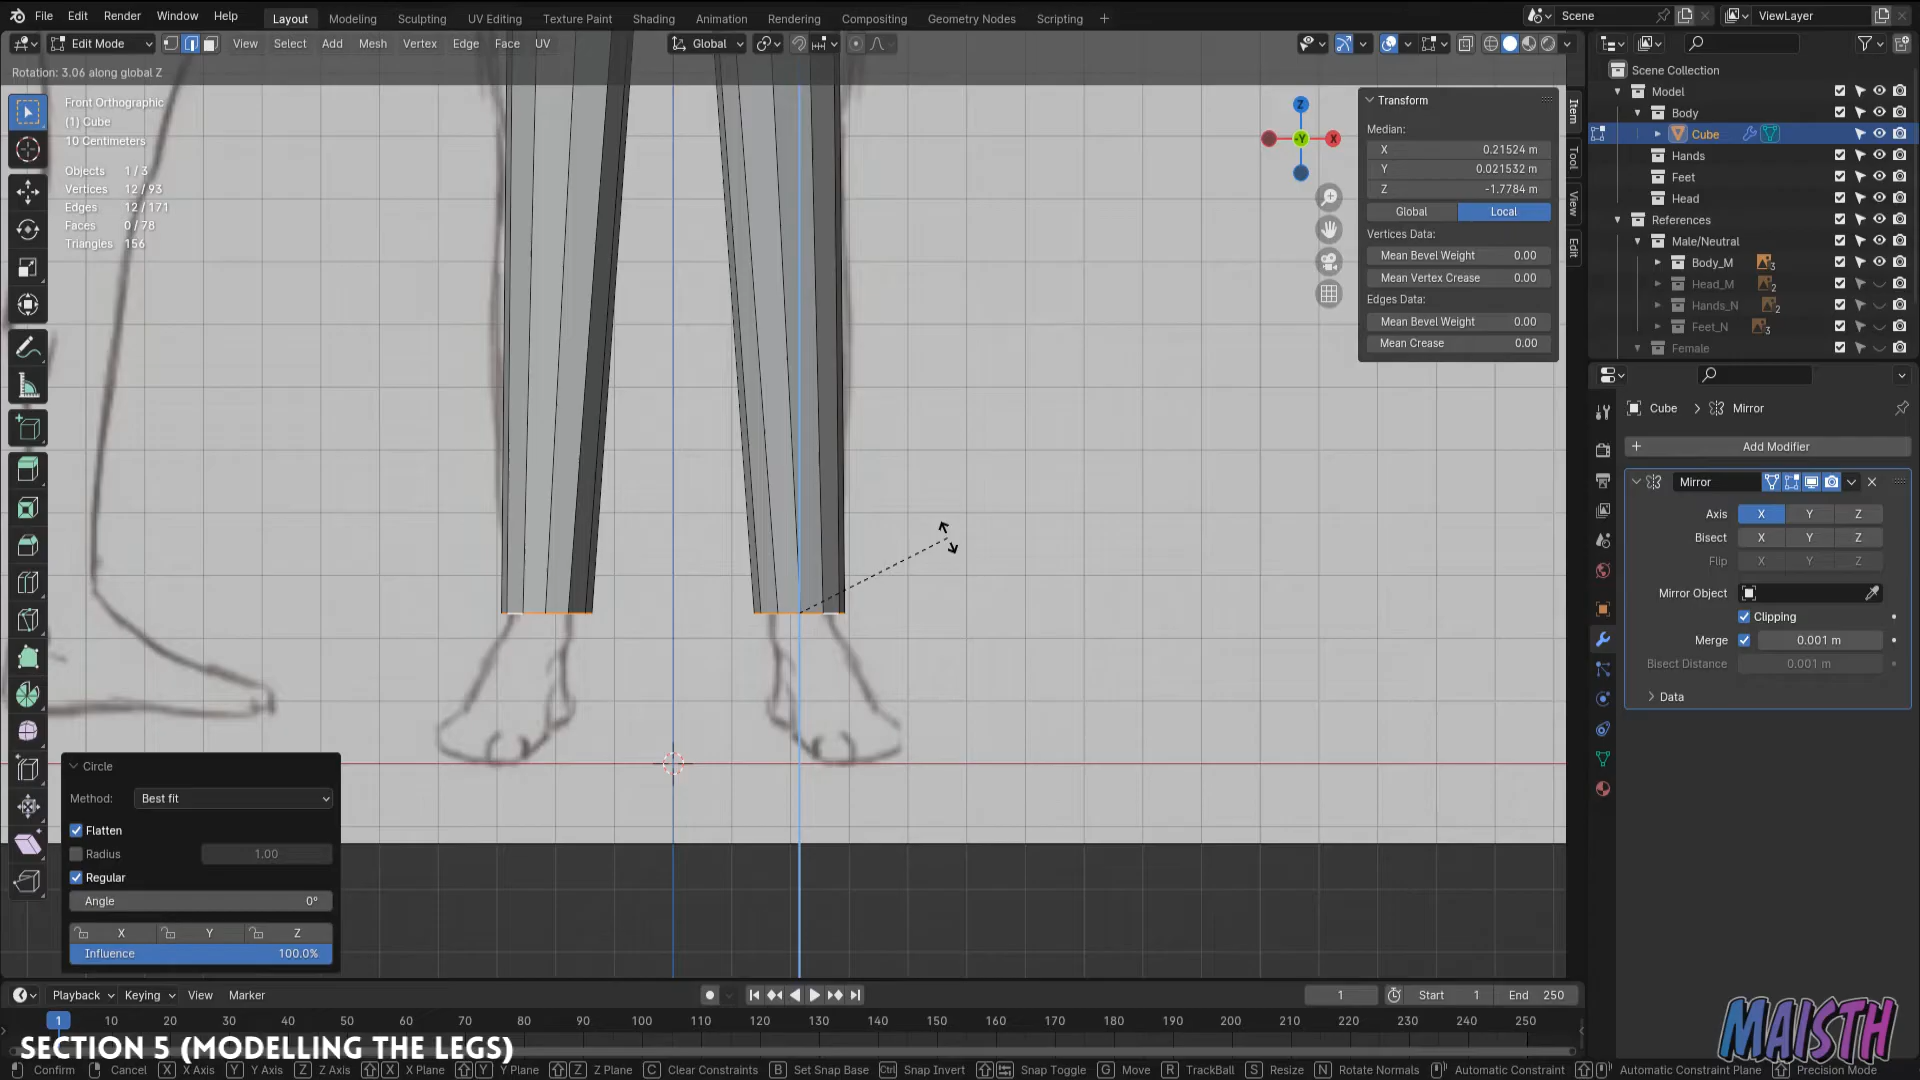 File Edit Render Window Help
Layout Modeling Sculpting UV Editing Texture Paint Shading Animation Rendering Compositing Geometry Nodes Scripting +
Scene
ViewLayer
Edit Mode
View Select Add Mesh Vertex Edge Face UV
Global
Rotation: 3.06 along global Z
Front Orthographic
(1) Cube
10 Centimeters
Objects 1 / 3
Vertices 12 / 93
Edges 12 / 171
Faces 0 / 78
Triangles 156
Z
-Y
X
Transform
Median:
X 0.21524 m
Y 0.021532 m
Z -1.7784 m
Global Local
Vertices Data:
Mean Bevel Weight 0.00
Mean Vertex Crease 0.00
Edges Data:
Mean Bevel Weight 0.00
Mean Crease 0.00
Item
Tool
View
Edit
Scene Collection
Model
Body
Cube
Hands
Feet
Head
References
Male/Neutral
Body_M 3
Head_M 2
Hands_N 2
Feet_N 3
Female
Cube > Mirror
+ Add Modifier
Mirror
Axis X Y Z
Bisect X Y Z
Flip X Y Z
Mirror Object
Clipping
Merge 0.001 m
Bisect Distance 0.001 m
Data
Circle
Method: Best fit
Flatten
Radius 1.00
Regular
Angle 0°
X Y Z
Influence 100.0%
Playback Keying View Marker
1
Start 1
End 250
1 10 20 30 40 50 60 70 80 90 100 110 120 130 140 150 160 170 180 190 200 210 220 230 240 250
SECTION 5 (MODELLING THE LEGS)
MAISTH
Confirm Cancel X X Axis Y Y Axis Z Z Axis X X Plane Y Y Plane Z Z Plane C Clear Constraints B Set Snap Base Ctrl Snap Invert Snap Toggle G Move R TrackBall S Resize N Rotate Normals Automatic Constraint Automatic Constraint Plane Precision Mode